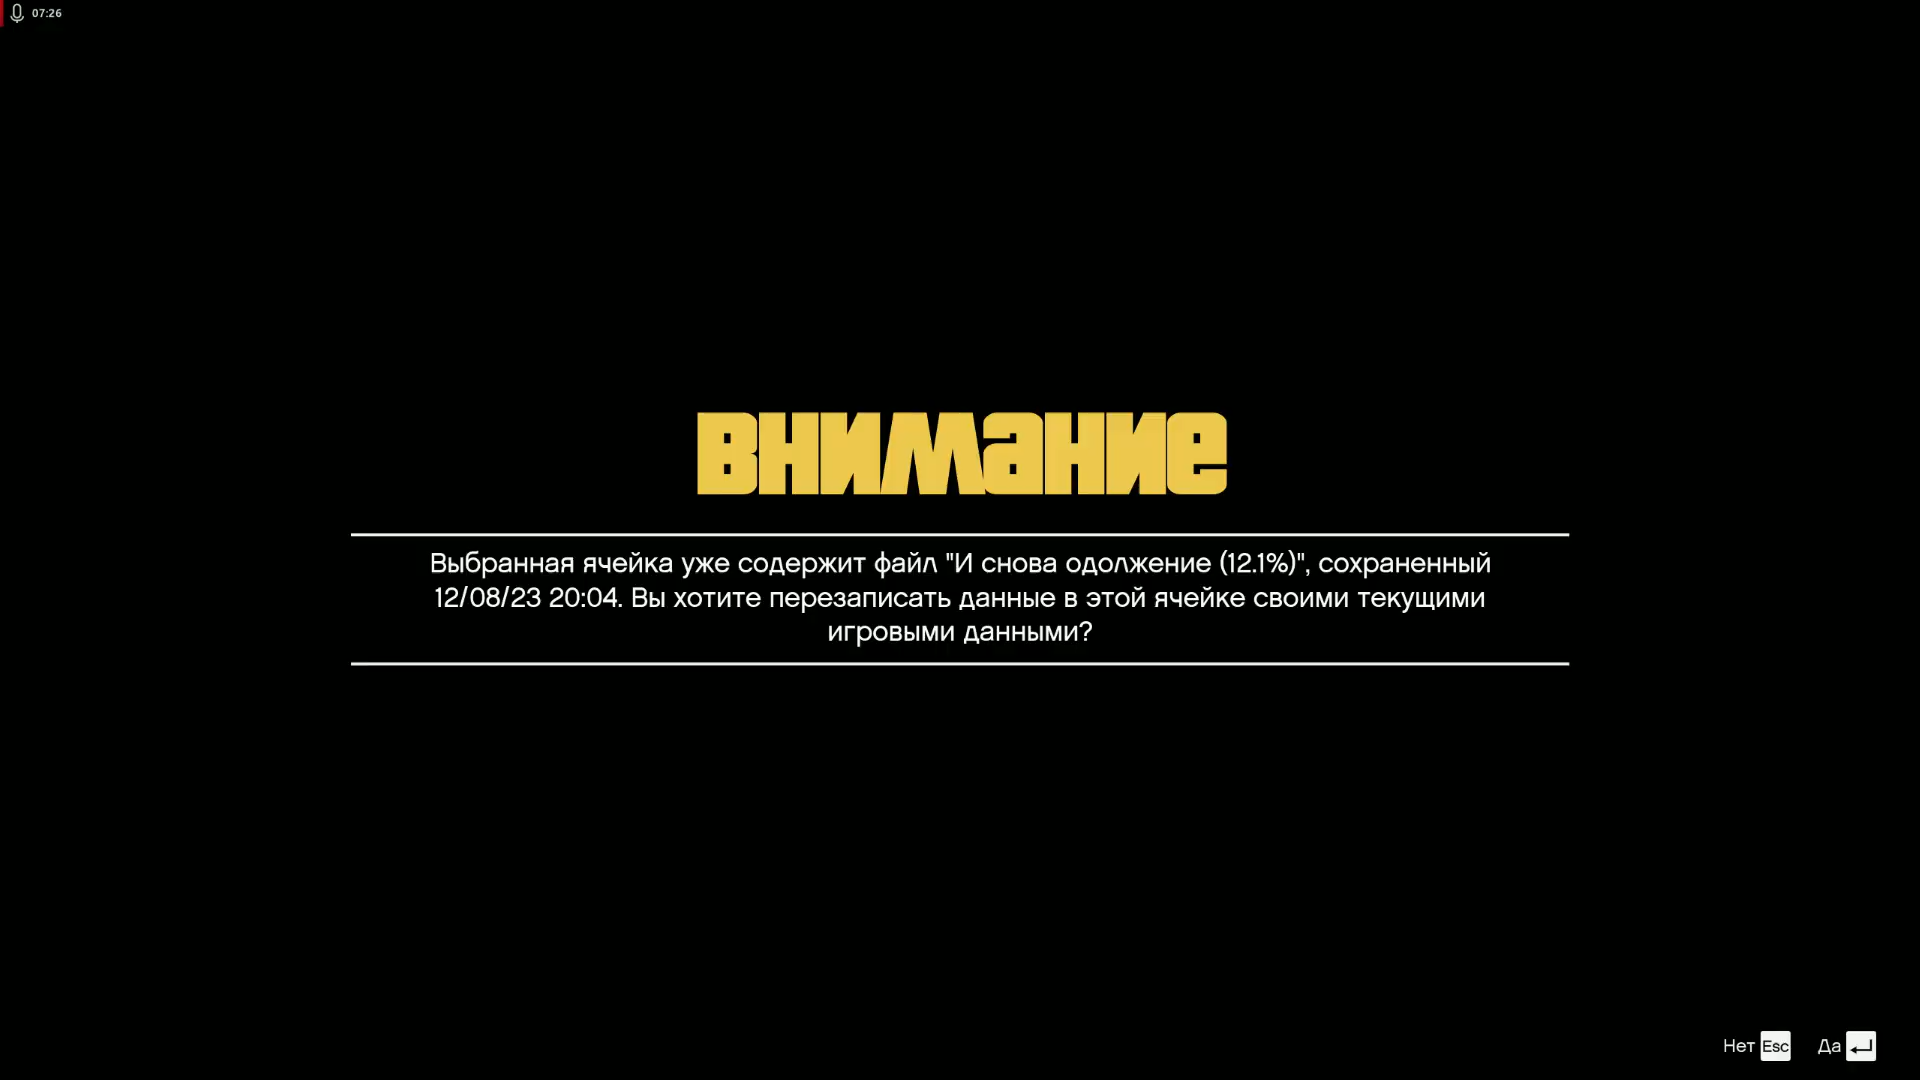 07:26
внимание
Выбранная ячейка уже содержит файл "И снова одолжение (12.1%)", сохраненный
12/08/23 20:04. Вы хотите перезаписать данные в этой ячейке своими текущими
игровыми данными?
Нет Esc Да